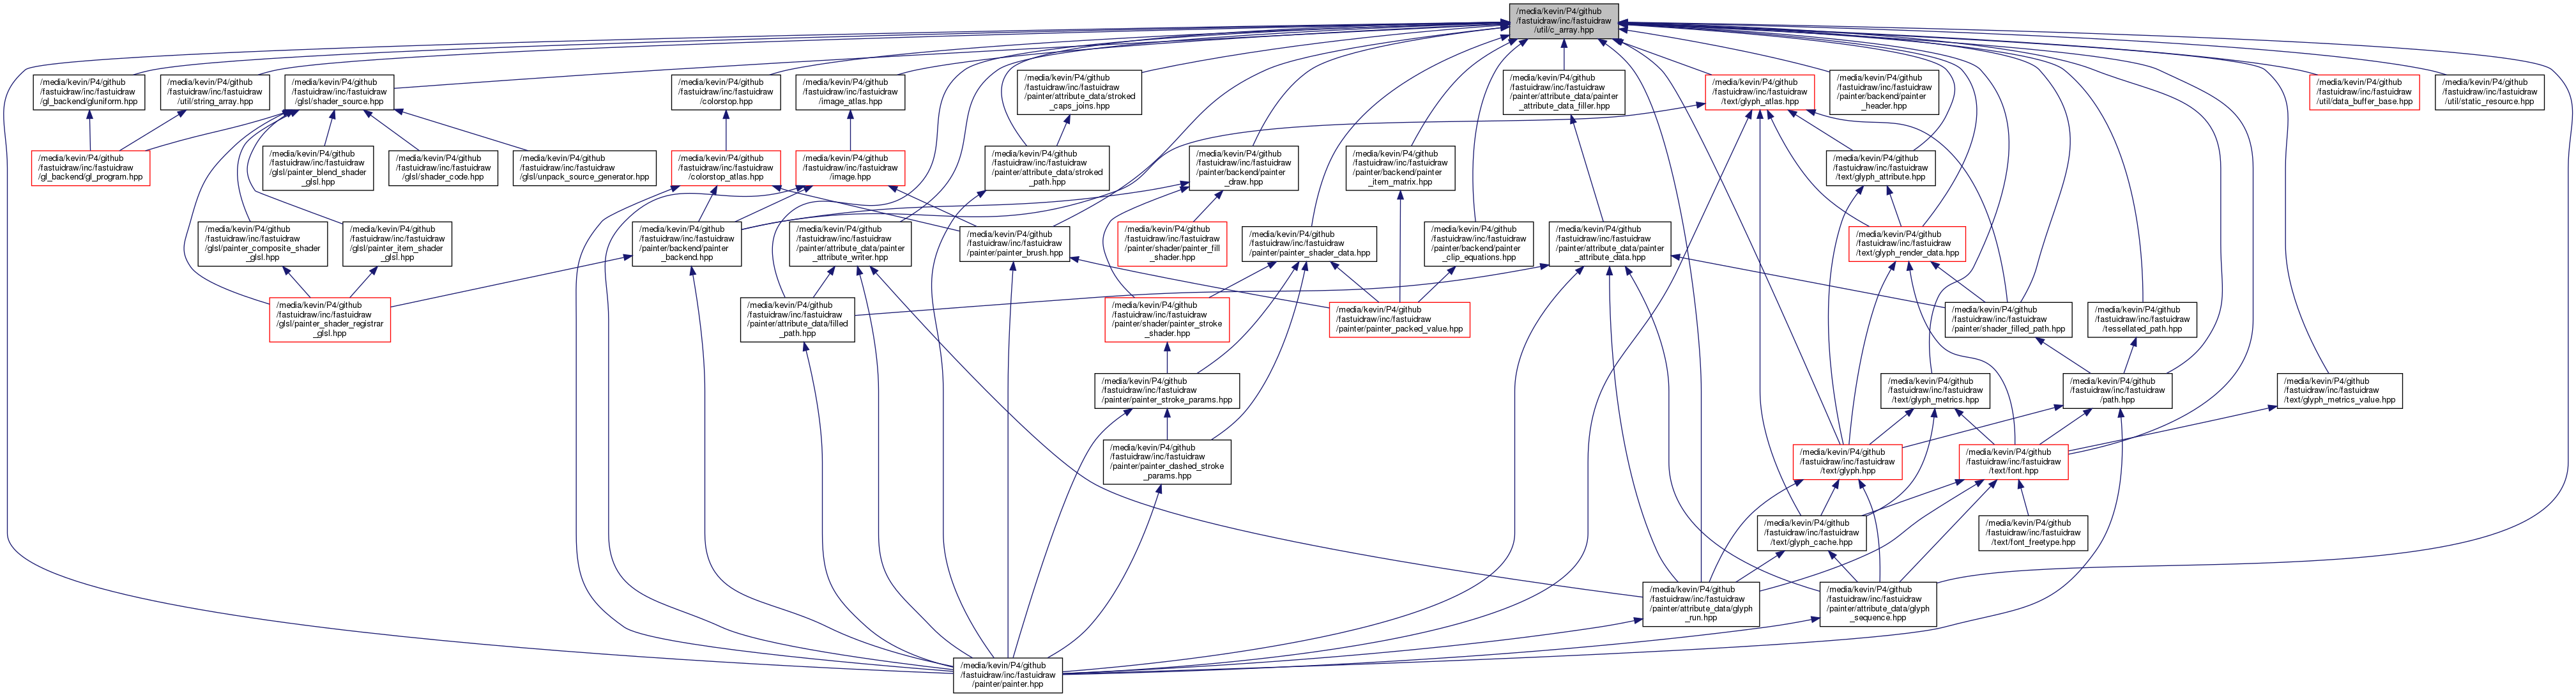 /media/kevin/P4/github
/fastuidraw/inc/fastuidraw
/util/c_array.hpp
/media/kevin/P4/github
/fastuidraw/inc/fastuidraw
/gl_backend/gluniform.hpp
/media/kevin/P4/github
/fastuidraw/inc/fastuidraw
/util/string_array.hpp
/media/kevin/P4/github
/fastuidraw/inc/fastuidraw
/glsl/shader_source.hpp
/media/kevin/P4/github
/fastuidraw/inc/fastuidraw
/colorstop.hpp
/media/kevin/P4/github
/fastuidraw/inc/fastuidraw
/image_atlas.hpp
/media/kevin/P4/github
/fastuidraw/inc/fastuidraw
/painter/attribute_data/stroked
_caps_joins.hpp
/media/kevin/P4/github
/fastuidraw/inc/fastuidraw
/painter/attribute_data/painter
_attribute_data_filler.hpp
/media/kevin/P4/github
/fastuidraw/inc/fastuidraw
/text/glyph_atlas.hpp
/media/kevin/P4/github
/fastuidraw/inc/fastuidraw
/painter/backend/painter
_header.hpp
/media/kevin/P4/github
/fastuidraw/inc/fastuidraw
/util/data_buffer_base.hpp
/media/kevin/P4/github
/fastuidraw/inc/fastuidraw
/util/static_resource.hpp
/media/kevin/P4/github
/fastuidraw/inc/fastuidraw
/gl_backend/gl_program.hpp
/media/kevin/P4/github
/fastuidraw/inc/fastuidraw
/glsl/painter_blend_shader
_glsl.hpp
/media/kevin/P4/github
/fastuidraw/inc/fastuidraw
/glsl/shader_code.hpp
/media/kevin/P4/github
/fastuidraw/inc/fastuidraw
/glsl/unpack_source_generator.hpp
/media/kevin/P4/github
/fastuidraw/inc/fastuidraw
/colorstop_atlas.hpp
/media/kevin/P4/github
/fastuidraw/inc/fastuidraw
/image.hpp
/media/kevin/P4/github
/fastuidraw/inc/fastuidraw
/painter/attribute_data/stroked
_path.hpp
/media/kevin/P4/github
/fastuidraw/inc/fastuidraw
/painter/backend/painter
_draw.hpp
/media/kevin/P4/github
/fastuidraw/inc/fastuidraw
/painter/backend/painter
_item_matrix.hpp
/media/kevin/P4/github
/fastuidraw/inc/fastuidraw
/text/glyph_attribute.hpp
/media/kevin/P4/github
/fastuidraw/inc/fastuidraw
/glsl/painter_composite_shader
_glsl.hpp
/media/kevin/P4/github
/fastuidraw/inc/fastuidraw
/glsl/painter_item_shader
_glsl.hpp
/media/kevin/P4/github
/fastuidraw/inc/fastuidraw
/painter/backend/painter
_backend.hpp
/media/kevin/P4/github
/fastuidraw/inc/fastuidraw
/painter/attribute_data/painter
_attribute_writer.hpp
/media/kevin/P4/github
/fastuidraw/inc/fastuidraw
/painter/painter_brush.hpp
/media/kevin/P4/github
/fastuidraw/inc/fastuidraw
/painter/shader/painter_fill
_shader.hpp
/media/kevin/P4/github
/fastuidraw/inc/fastuidraw
/painter/painter_shader_data.hpp
/media/kevin/P4/github
/fastuidraw/inc/fastuidraw
/painter/backend/painter
_clip_equations.hpp
/media/kevin/P4/github
/fastuidraw/inc/fastuidraw
/painter/attribute_data/painter
_attribute_data.hpp
/media/kevin/P4/github
/fastuidraw/inc/fastuidraw
/text/glyph_render_data.hpp
/media/kevin/P4/github
/fastuidraw/inc/fastuidraw
/glsl/painter_shader_registrar
_glsl.hpp
/media/kevin/P4/github
/fastuidraw/inc/fastuidraw
/painter/attribute_data/filled
_path.hpp
/media/kevin/P4/github
/fastuidraw/inc/fastuidraw
/painter/shader/painter_stroke
_shader.hpp
/media/kevin/P4/github
/fastuidraw/inc/fastuidraw
/painter/painter_packed_value.hpp
/media/kevin/P4/github
/fastuidraw/inc/fastuidraw
/painter/shader_filled_path.hpp
/media/kevin/P4/github
/fastuidraw/inc/fastuidraw
/tessellated_path.hpp
/media/kevin/P4/github
/fastuidraw/inc/fastuidraw
/painter/painter_stroke_params.hpp
/media/kevin/P4/github
/fastuidraw/inc/fastuidraw
/text/glyph_metrics.hpp
/media/kevin/P4/github
/fastuidraw/inc/fastuidraw
/path.hpp
/media/kevin/P4/github
/fastuidraw/inc/fastuidraw
/text/glyph_metrics_value.hpp
/media/kevin/P4/github
/fastuidraw/inc/fastuidraw
/painter/painter_dashed_stroke
_params.hpp
/media/kevin/P4/github
/fastuidraw/inc/fastuidraw
/text/glyph.hpp
/media/kevin/P4/github
/fastuidraw/inc/fastuidraw
/text/font.hpp
/media/kevin/P4/github
/fastuidraw/inc/fastuidraw
/text/glyph_cache.hpp
/media/kevin/P4/github
/fastuidraw/inc/fastuidraw
/text/font_freetype.hpp
/media/kevin/P4/github
/fastuidraw/inc/fastuidraw
/painter/attribute_data/glyph
_run.hpp
/media/kevin/P4/github
/fastuidraw/inc/fastuidraw
/painter/attribute_data/glyph
_sequence.hpp
/media/kevin/P4/github
/fastuidraw/inc/fastuidraw
/painter/painter.hpp